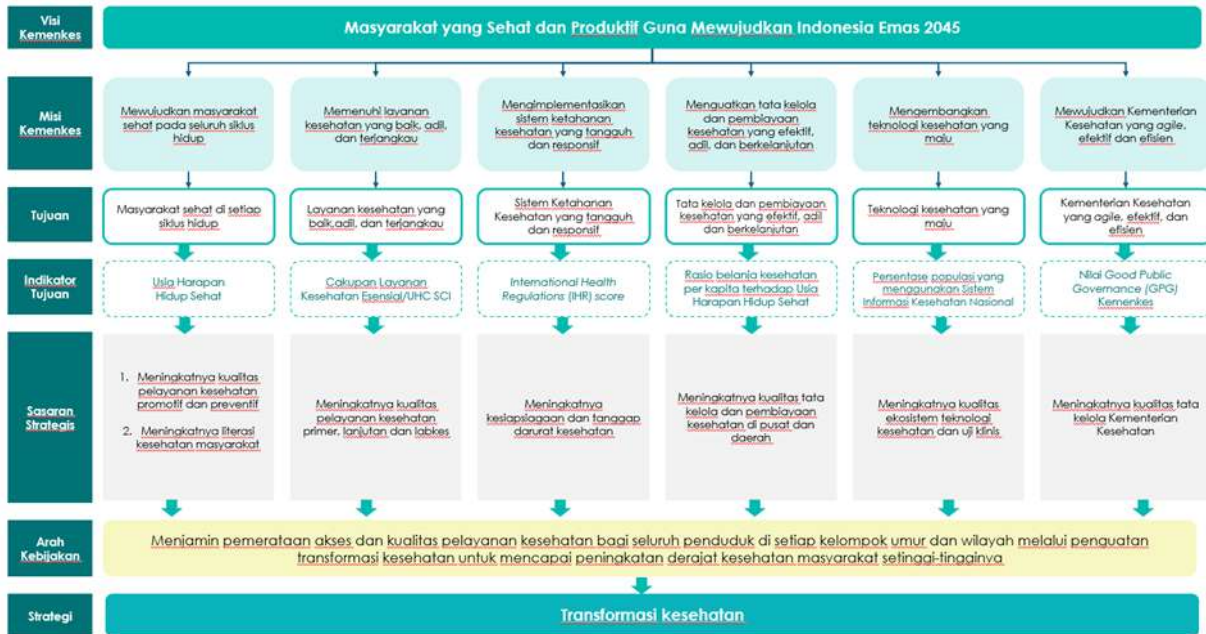 Visi
Kemenkes
Masyarakat yang Sehat dan Produktif Guna Mewujudkan Indonesia Emas 2045
Misi
Kemenkes
Mewujudkan masyarakat
sehat pada seluruh siklus
hidup
Memenuhi layanan
kesehatan yang baik, adil,
dan terjangkau
Mengimplementasikan
sistem ketahanan
kesehatan yang tangguh
dan responsif
Menguatkan tata kelola
dan pembiayaan
kesehatan yang efektif,
adil, dan berkelanjutan
Mengembangkan
teknologi kesehatan yang
maju
Mewujudkan Kementerian
Kesehatan yang agile,
efektif dan efisien
Tujuan
Masyarakat sehat di setiap
siklus hidup
Layanan kesehatan yang
baik,adil, dan terjangkau
Sistem Ketahanan
Kesehatan yang tangguh
dan responsif
Tata kelola dan pembiayaan
kesehatan yang efektif, adil
dan berkelanjutan
Teknologi kesehatan yang
maju
Kementerian Kesehatan
yang agile, efektif, dan
efisien
Indikator
Tujuan
Usia Harapan
Hidup Sehat
Cakupan Layanan
Kesehatan Esensial/UHC SCI
International Health
Regulations (IHR) score
Rasio belanja kesehatan
per kapita terhadap Usia
Harapan Hidup Sehat
Persentase populasi yang
menggunakan Sistem
Informasi Kesehatan Nasional
Nilai Good Public
Governance (GPG)
Kemenkes
Sasaran
Strategis
1. Meningkatnya kualitas
pelayanan kesehatan
promotif dan preventif
2. Meningkatnya literasi
kesehatan masyarakat
Meningkatnya kualitas
pelayanan kesehatan
primer, lanjutan dan labkes
Meningkatnya
kesiapsiagaan dan tanggap
darurat kesehatan
Meningkatnya kualitas tata
kelola dan pembiayaan
kesehatan di pusat dan
daerah
Meningkatnya kualitas
ekosistem teknologi
kesehatan dan uji klinis
Meningkatnya kualitas tata
kelola Kementerian
Kesehatan
Arah
Kebijakan
Menjamin pemerataan akses dan kualitas pelayanan kesehatan bagi seluruh penduduk di setiap kelompok umur dan wilayah melalui penguatan
transformasi kesehatan untuk mencapai peningkatan derajat kesehatan masyarakat setinggi-tingginya
Strategi
Transformasi kesehatan